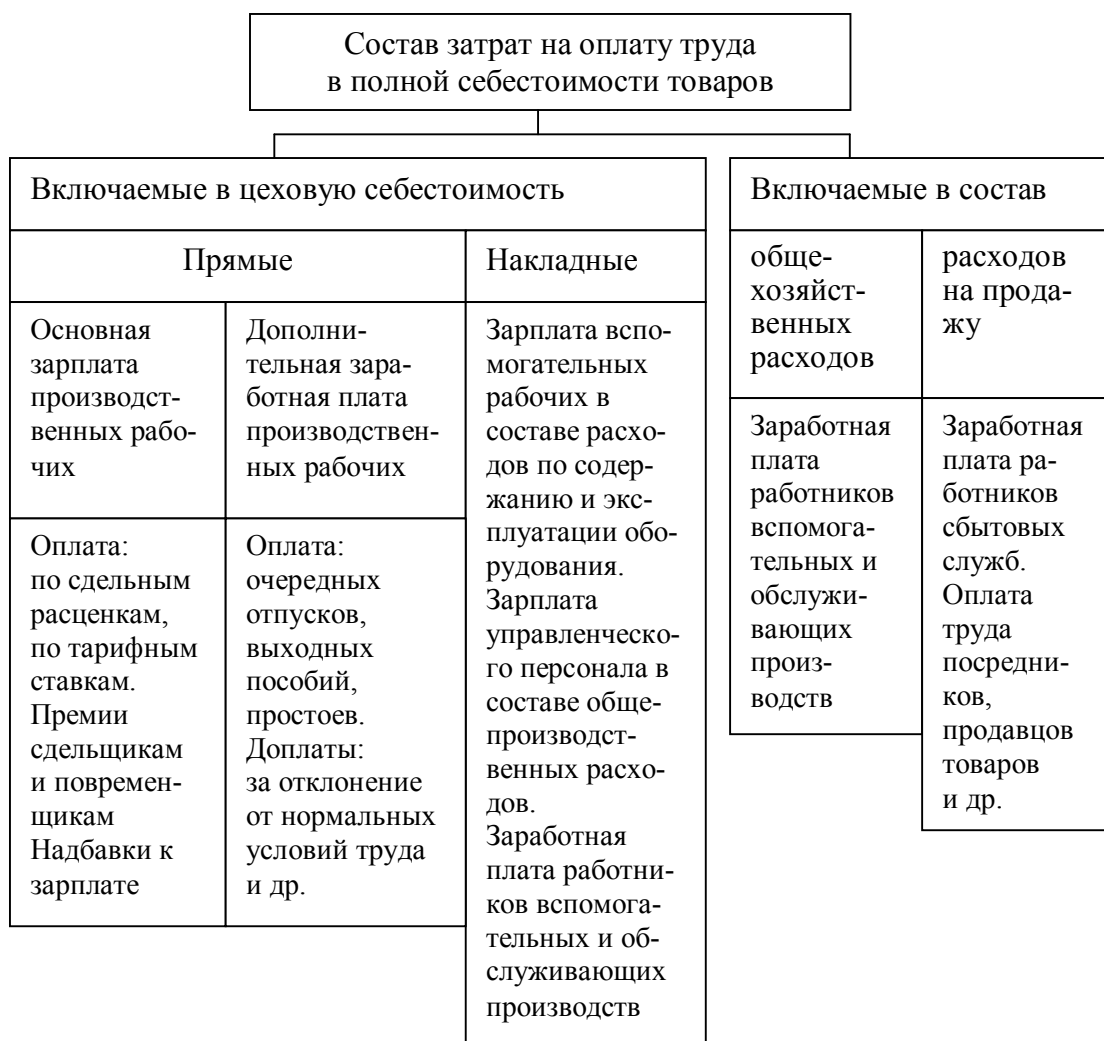 Состав затрат на оплату труда
в полной себестоимости товаров
Включаемые в цеховую себестоимость
Прямые
Накладные
Основная
зарплата
производст-
венных рабо-
чих
Дополни-
тельная зара-
ботная плата
производствен-
ных рабочих
Оплата:
по сдельным
расценкам,
по тарифным
ставкам.
Премии
сдельщикам
и повремен-
щикам
Надбавки к
зарплате
Оплата:
очередных
отпусков,
выходных
пособий,
простоев.
Доплаты:
за отклонение
от нормальных
условий труда
и др.
Зарплата вспо-
могательных
рабочих в
составе расхо-
дов по содер-
жанию и экс-
плуатации обо-
рудования.
Зарплата
управленческо-
го персонала в
составе обще-
производст-
венных расхо-
дов.
Заработная
плата работни-
ков вспомога-
тельных и об-
служивающих
производств
Включаемые в состав
обще-
хозяйст-
венных
расходов
расходов
на прода-
жу
Заработная
плата
работников
вспомога-
тельных и
обслужи-
вающих
произ-
водств
Заработная
плата ра-
ботников
сбытовых
служб.
Оплата
труда
посредни-
ков,
продавцов
товаров
и др.